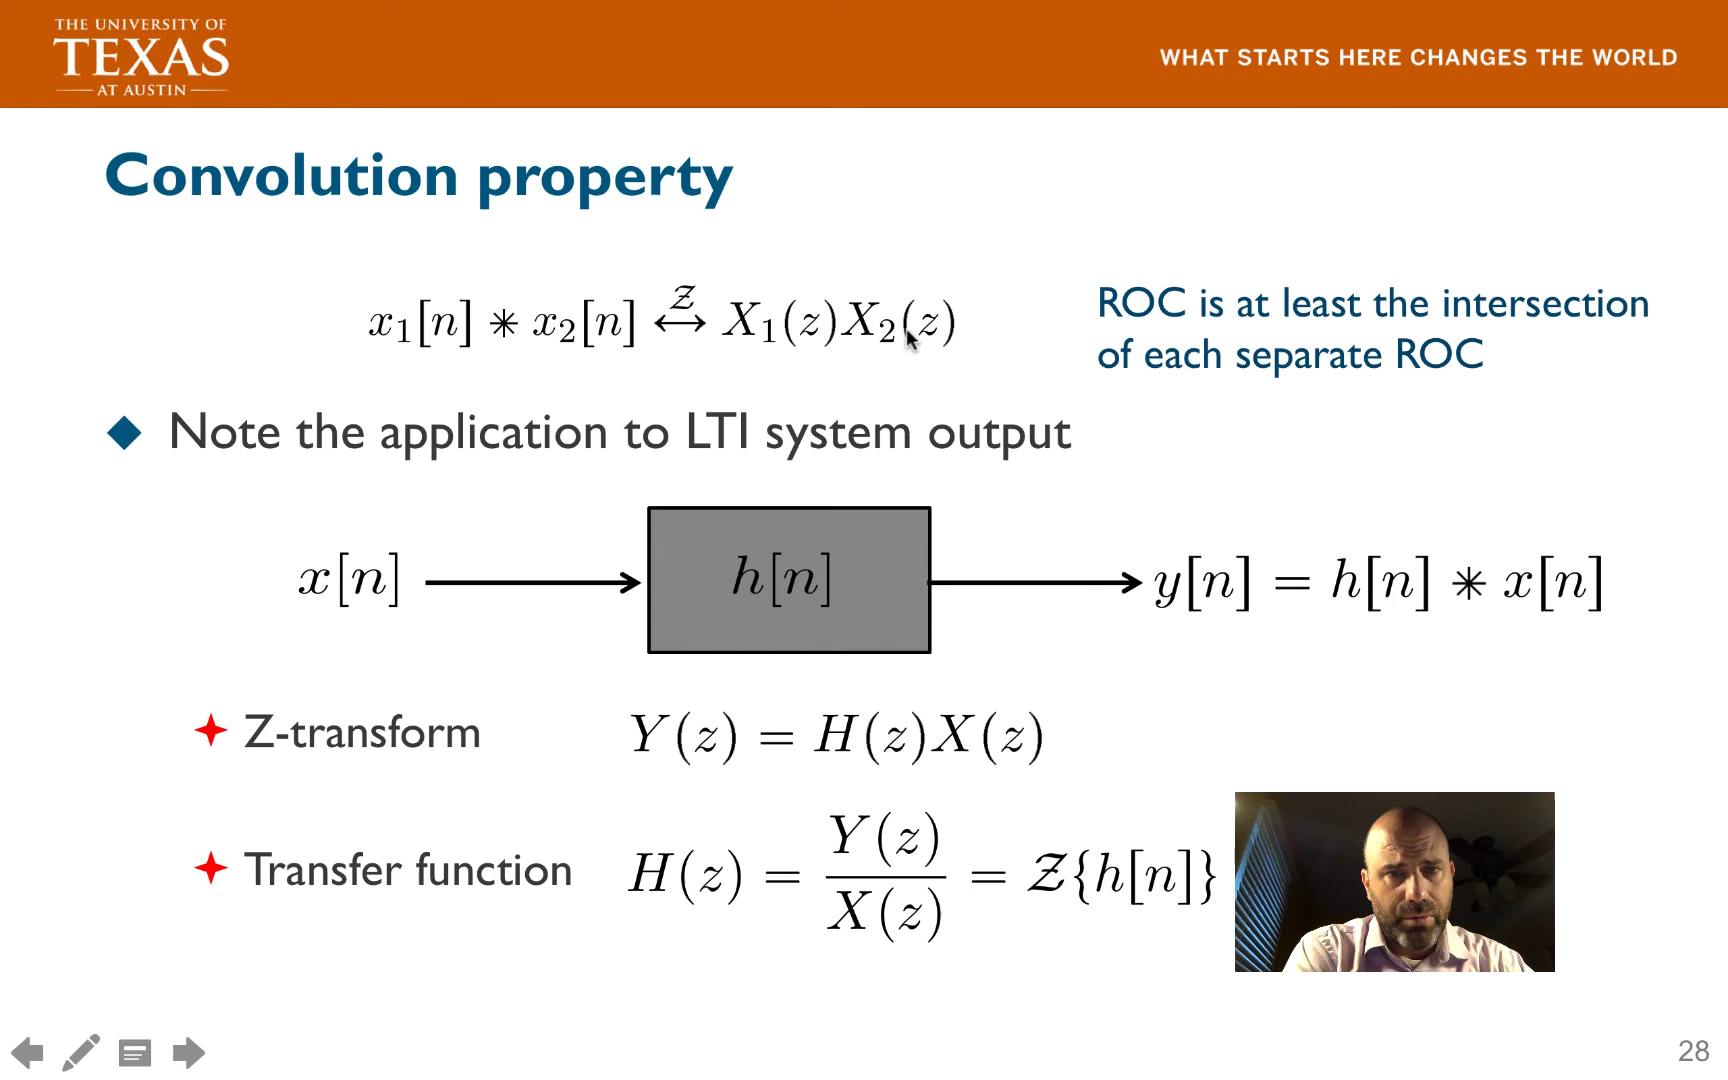 THE UNIVERSITY OF
TEXAS
AT AUSTIN
WHAT STARTS HERE CHANGES THE WORLD
Convolution property
x₁[n] ∗ x₂[n] ↔𝒵 X₁(z)X₂(z)
ROC is at least the intersection
of each separate ROC
Note the application to LTI system output
x[n] h[n] y[n] = h[n] ∗ x[n]
Z-transform Y(z) = H(z)X(z)
Transfer function H(z) = Y(z)/X(z) = 𝒵{h[n]}
28